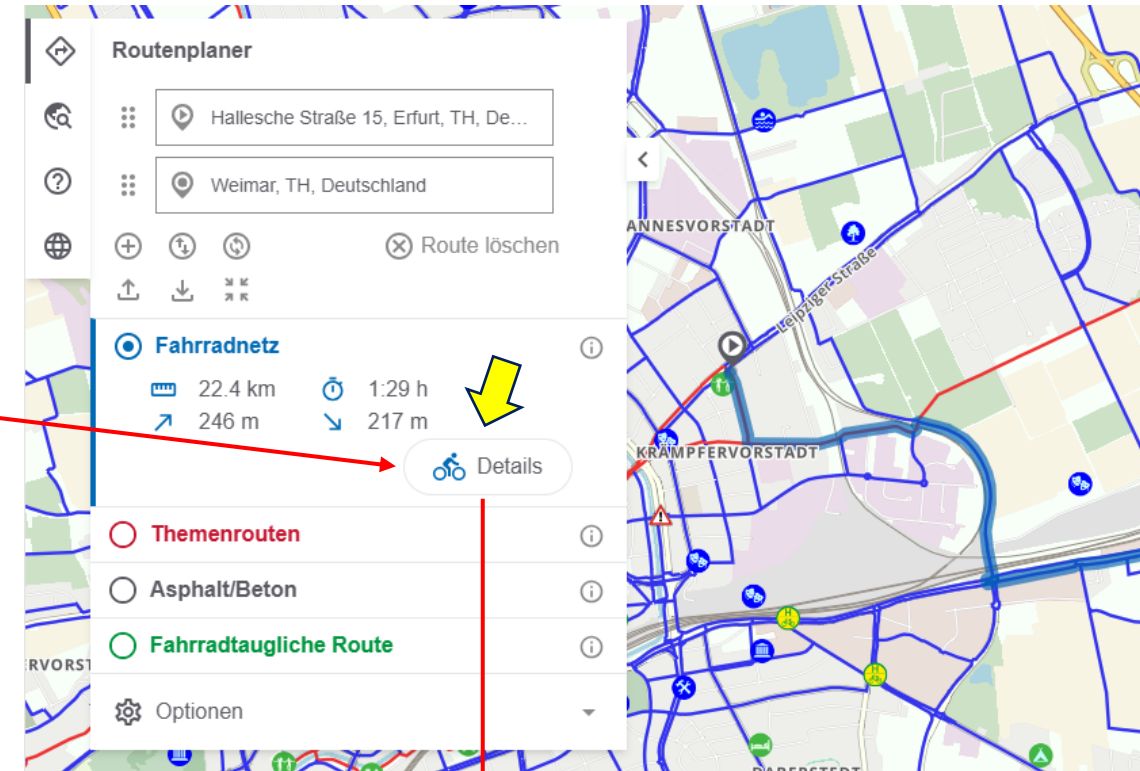 Routenplaner
Hallesche Straße 15, Erfurt, TH, De...
Weimar, TH, Deutschland
Route löschen
Fahrradnetz
22.4 km 1:29 h
246 m 217 m
Details
Themenrouten
Asphalt/Beton
Fahrradtaugliche Route
Optionen
ANNESVORSTADT
Leipziger Straße
KRÄMPFERVORSTADT
H
H
ERVORST
DABERSTEDT